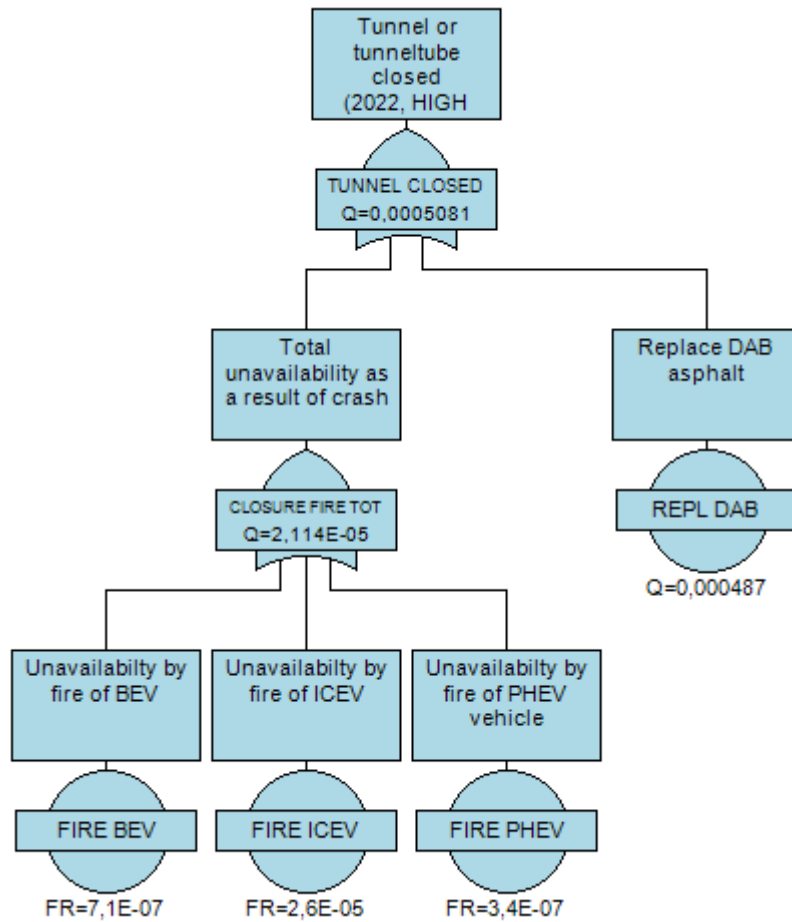 Tunnel or
tunneltube
closed
(2022, HIGH
TUNNEL CLOSED
Q=0,0005081
Total
unavailability as
a result of crash
Replace DAB
asphalt
CLOSURE FIRE TOT
Q=2,114E-05
REPL DAB
Q=0,000487
Unavailabilty by
fire of BEV
Unavailabilty by
fire of ICEV
Unavailabilty by
fire of PHEV
vehicle
FIRE BEV
FIRE ICEV
FIRE PHEV
FR=7,1E-07
FR=2,6E-05
FR=3,4E-07